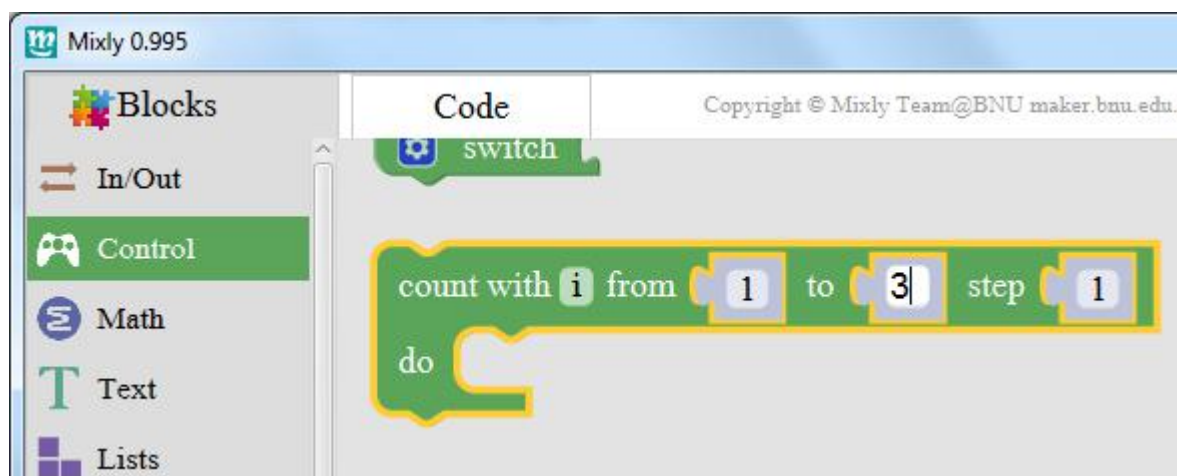 Mixly 0.995
Blocks
Code
Copyright © Mixly Team@BNU maker.bnu.edu.
switch
In/Out
Control
count with i from 1 to 3 step 1
Math
do
Text
Lists